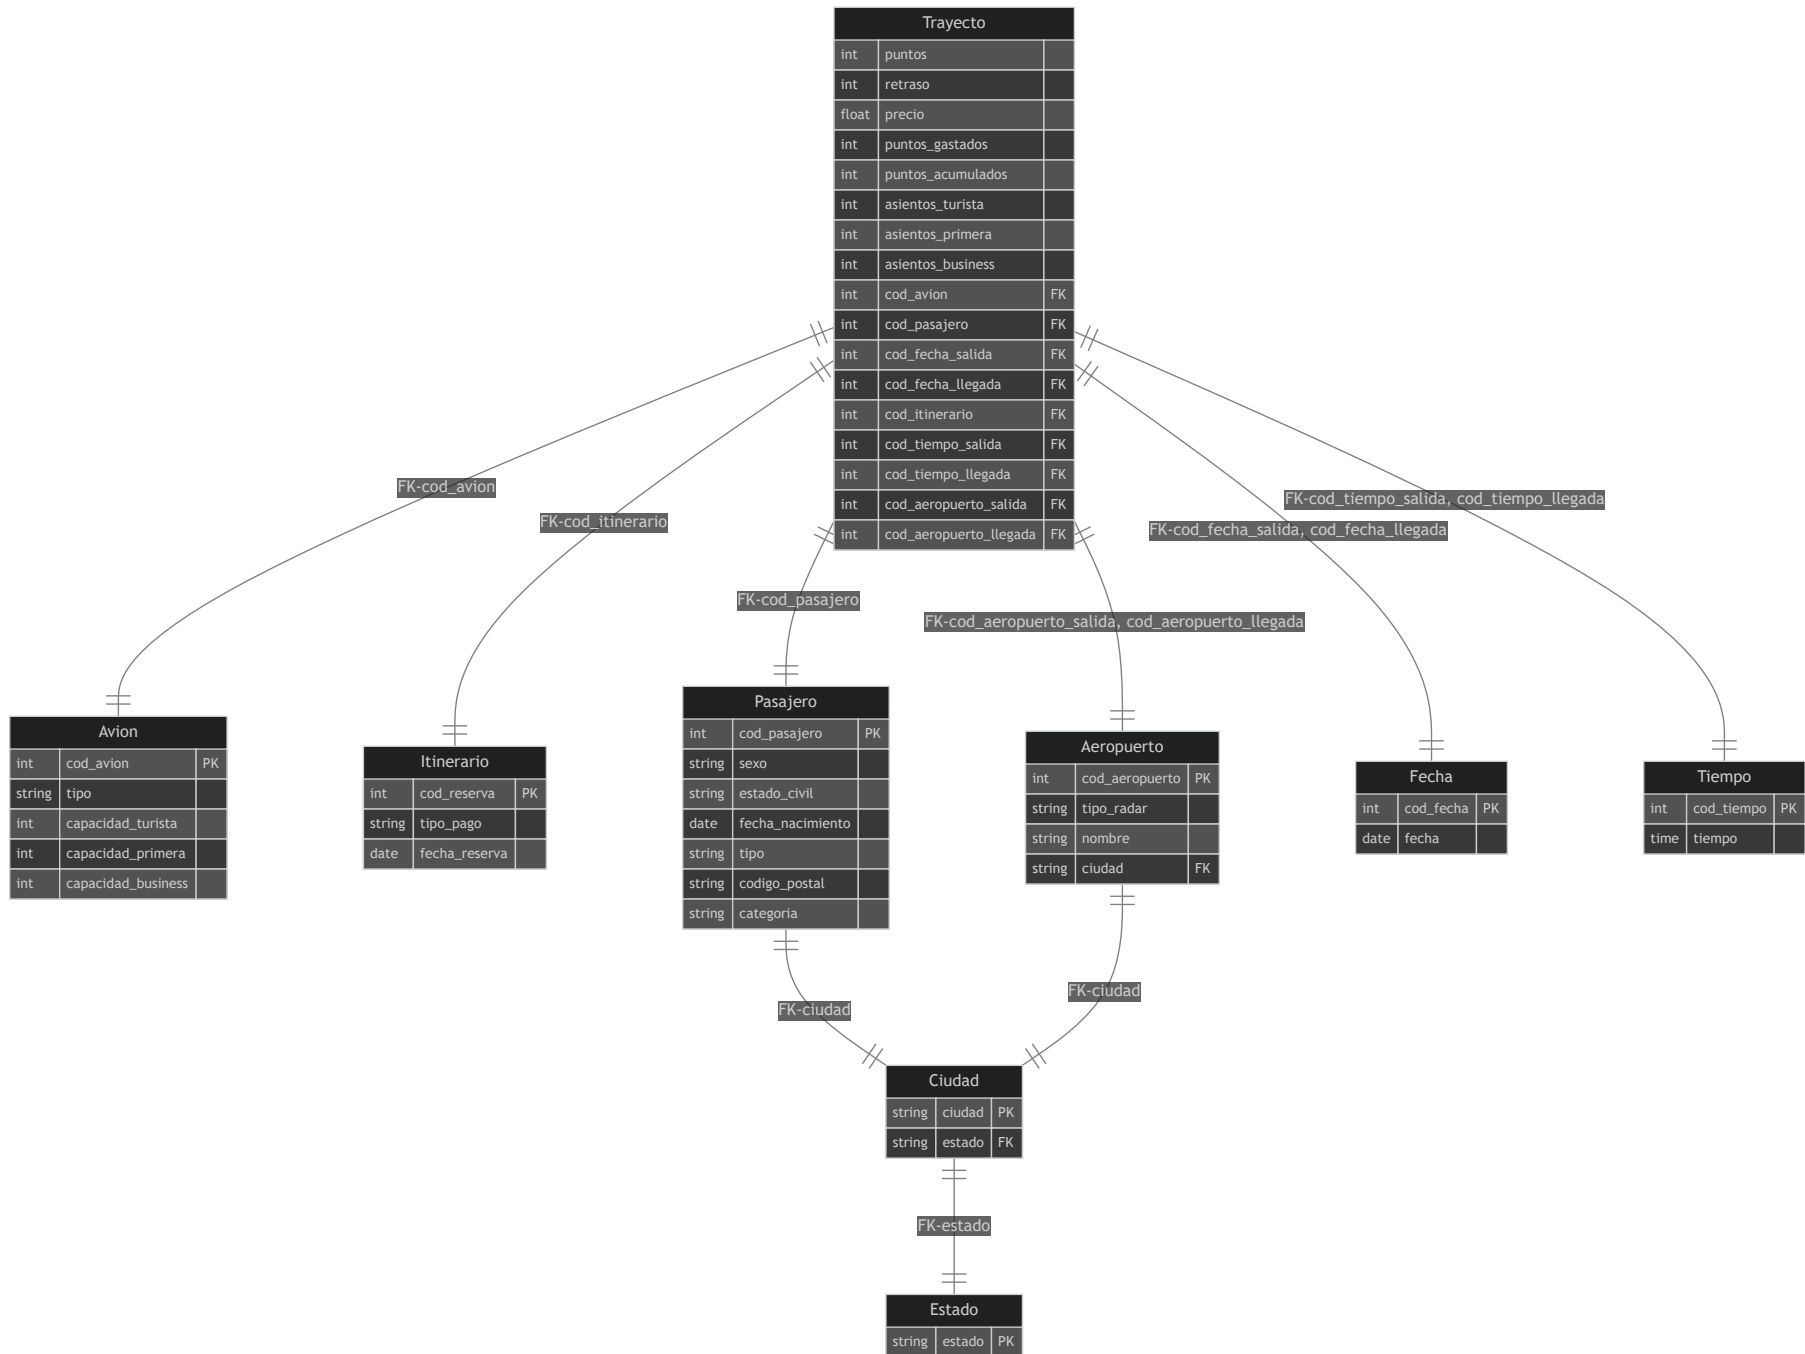 Trayecto
int puntos
int retraso
float precio
int puntos_gastados
int puntos_acumulados
int asientos_turista
int asientos_primera
int asientos_business
int cod_avion FK
int cod_pasajero FK
int cod_fecha_salida FK
int cod_fecha_llegada FK
int cod_itinerario FK
int cod_tiempo_salida FK
int cod_tiempo_llegada FK
int cod_aeropuerto_salida FK
int cod_aeropuerto_llegada FK
FK-cod_avion
FK-cod_itinerario
FK-cod_pasajero
FK-cod_aeropuerto_salida, cod_aeropuerto_llegada
FK-cod_fecha_salida, cod_fecha_llegada
FK-cod_tiempo_salida, cod_tiempo_llegada
Avion
int cod_avion PK
string tipo
int capacidad_turista
int capacidad_primera
int capacidad_business
Itinerario
int cod_reserva PK
string tipo_pago
date fecha_reserva
Pasajero
int cod_pasajero PK
string sexo
string estado_civil
date fecha_nacimiento
string tipo
string codigo_postal
string categoria
Aeropuerto
int cod_aeropuerto PK
string tipo_radar
string nombre
string ciudad FK
Fecha
int cod_fecha PK
date fecha
Tiempo
int cod_tiempo PK
time tiempo
FK-ciudad
FK-ciudad
Ciudad
string ciudad PK
string estado FK
FK-estado
Estado
string estado PK